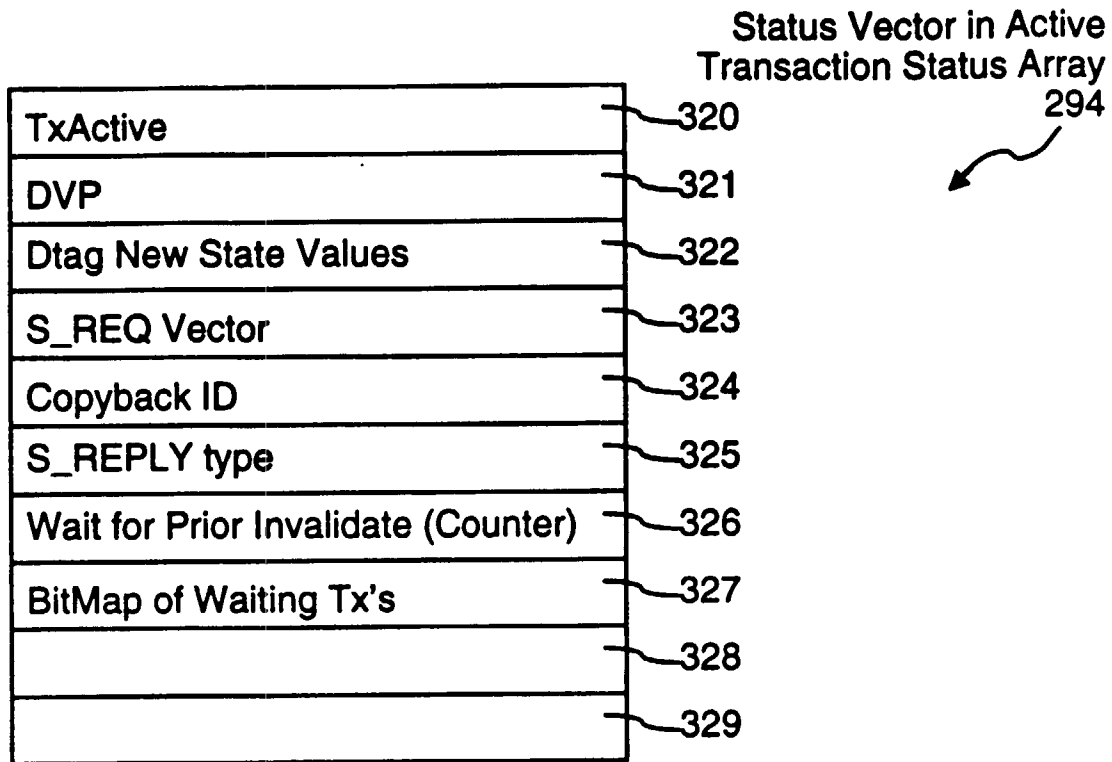 Status Vector in Active
Transaction Status Array
294
TxActive 320
DVP 321
Dtag New State Values 322
S_REQ Vector 323
Copyback ID 324
S_REPLY type 325
Wait for Prior Invalidate (Counter) 326
BitMap of Waiting Tx's 327
328
329